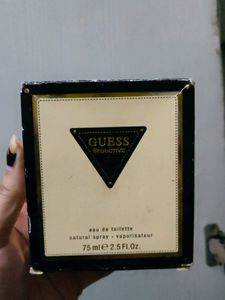 GUESS
SEDUCTIVE
eau de toilette
natural spray • vaporisateur
75 ml ℮ 2.5 Fl.Oz.